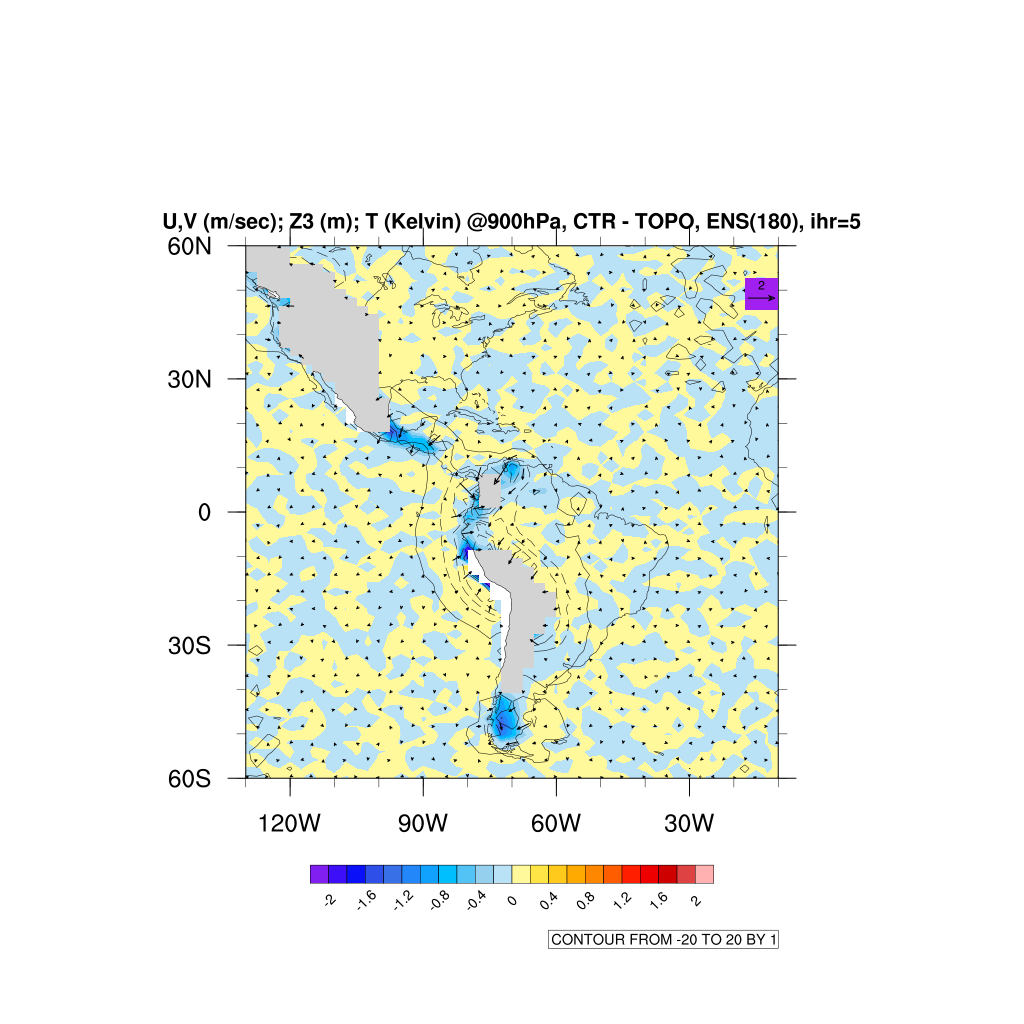 U,V (m/sec); Z3 (m); T (Kelvin) @900hPa, CTR - TOPO, ENS(180), ihr=5
60N
2
30N
0
30S
60S
120W 90W 60W 30W
-2 -1.6 -1.2 -0.8 -0.4 0 0.4 0.8 1.2 1.6 2
CONTOUR FROM -20 TO 20 BY 1